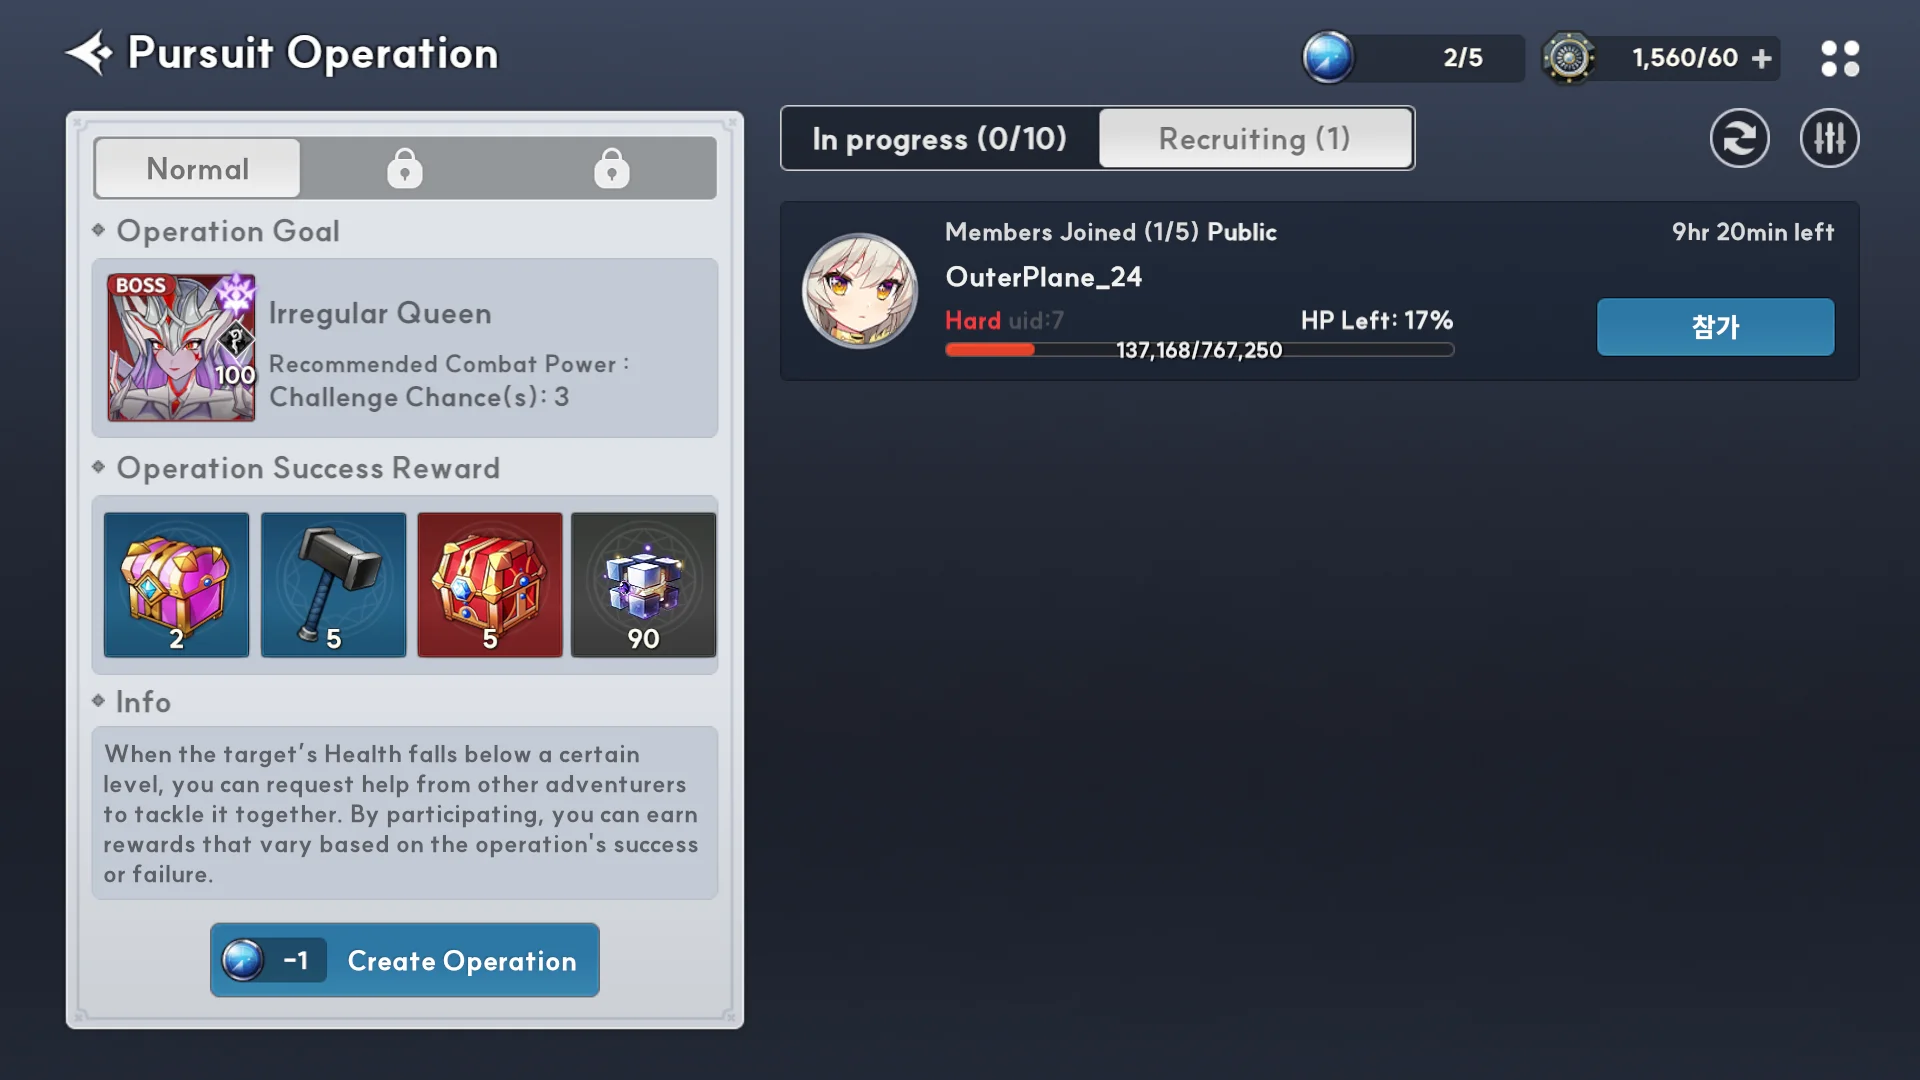 Pursuit Operation
2/5
1,560/60
Normal
Operation Goal
BOSS
100
Irregular Queen
Recommended Combat Power :
Challenge Chance(s): 3
Operation Success Reward
2
5
5
90
Info
When the target's Health falls below a certain
level, you can request help from other adventurers
to tackle it together. By participating, you can earn
rewards that vary based on the operation's success
or failure.
-1
Create Operation
In progress (0/10)
Recruiting (1)
Members Joined (1/5) Public
9hr 20min left
OuterPlane_24
Hard uid:7
HP Left: 17%
137,168/767,250
참가